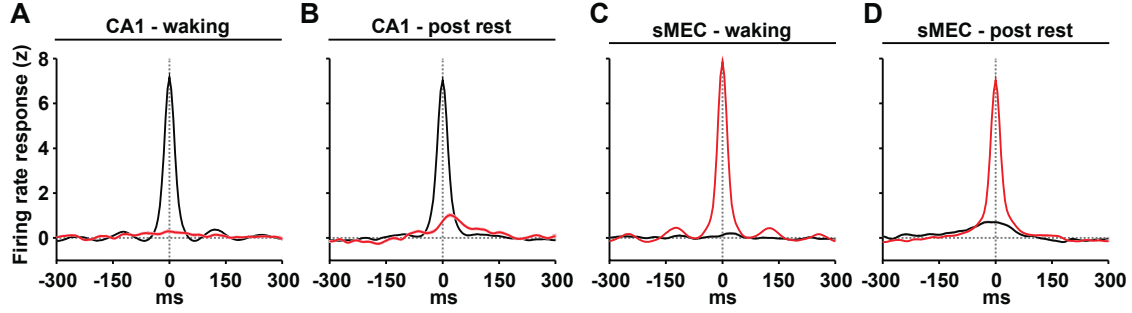 A
CA1 - waking
B
CA1 - post rest
C
sMEC - waking
D
sMEC - post rest
Firing rate response (z)
8
6
4
2
0
-300 -150 0 150 300
ms
-300 -150 0 150 300
ms
-300 -150 0 150 300
ms
-300 -150 0 150 300
ms